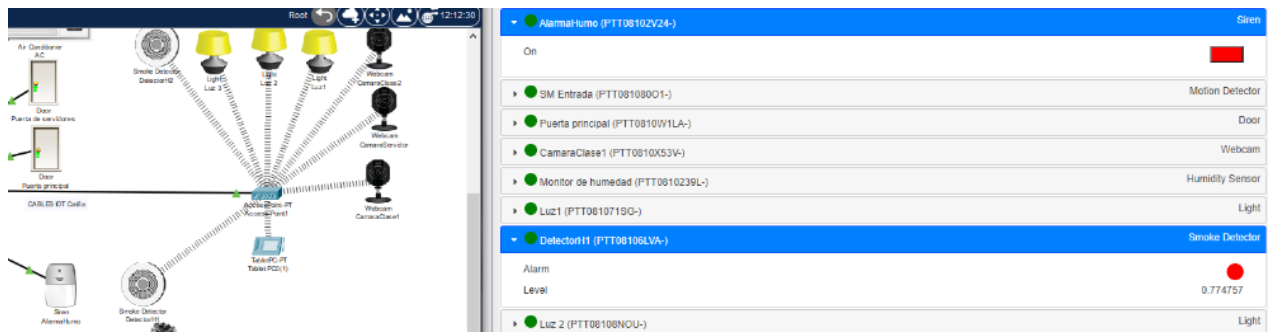 Root
12:12:30
Air Conditioner
AC
Smoke Detector
DetectorH2
Light
Luz 3
Light
Luz 2
Light
Luz1
Webcam
CamaraClase2
Door
Puerta de servidores
Webcam
CamaraServidor
Door
Puerta principal
CABLED IOT Cat6a
AccessPoint-PT
Access Point1
Webcam
CamaraClase1
TabletPC-PT
Tablet PC0(1)
Siren
AlarmaHumo
Smoke Detector
DetectorH1
AlarmaHumo (PTT08102V24-) Siren
On
SM Entrada (PTT081080O1-) Motion Detector
Puerta principal (PTT0810W1LA-) Door
CamaraClase1 (PTT0810X53V-) Webcam
Monitor de humedad (PTT0810239L-) Humidity Sensor
Luz1 (PTT081071SG-) Light
DetectorH1 (PTT08106LVA-) Smoke Detector
Alarm
Level 0.774757
Luz 2 (PTT08108NOU-) Light